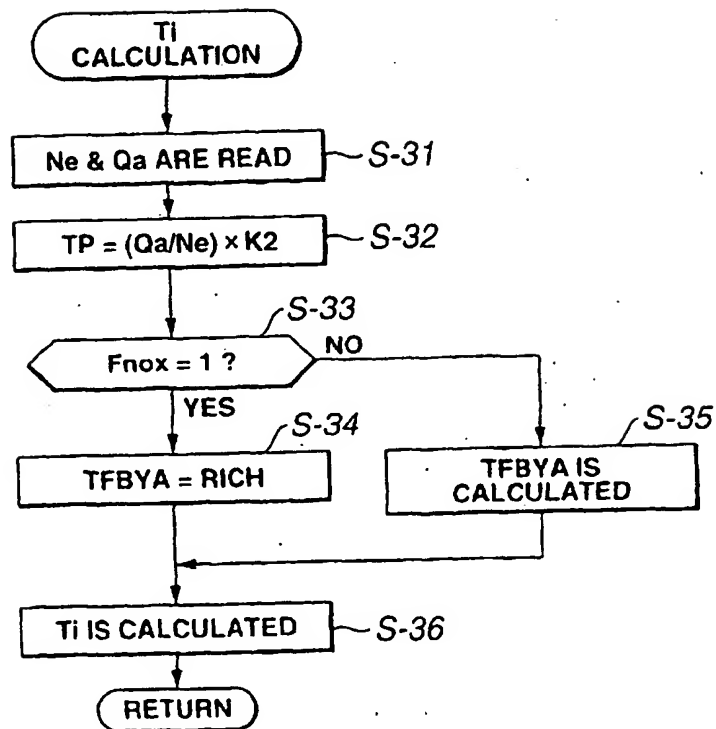 Ti
CALCULATION
Ne & Qa ARE READ
S-31
TP = (Qa/Ne) × K2
S-32
S-33
Fnox = 1 ?
NO
YES
S-34
TFBYA = RICH
S-35
TFBYA IS
CALCULATED
Ti IS CALCULATED
S-36
RETURN